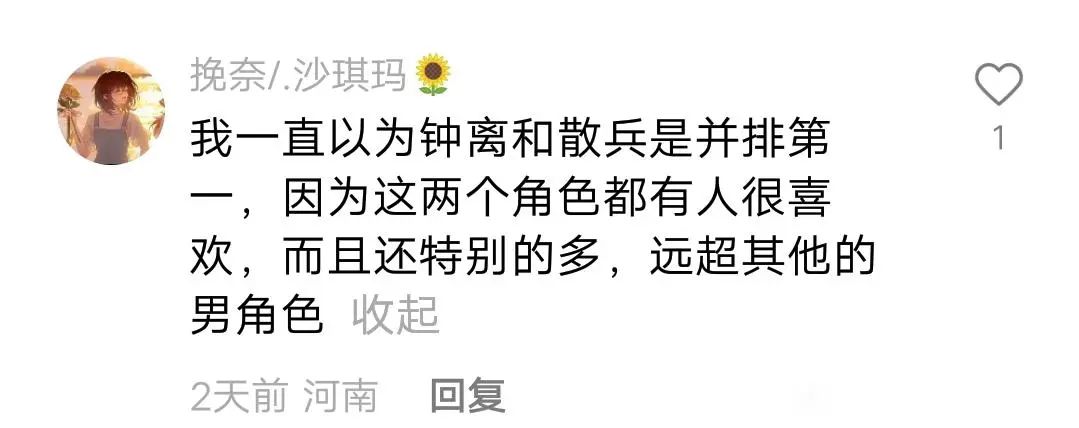 挽奈/.沙琪玛🌻
我一直以为钟离和散兵是并排第
一，因为这两个角色都有人很喜
欢，而且还特别的多，远超其他的
男角色 收起
1
2天前 河南 回复